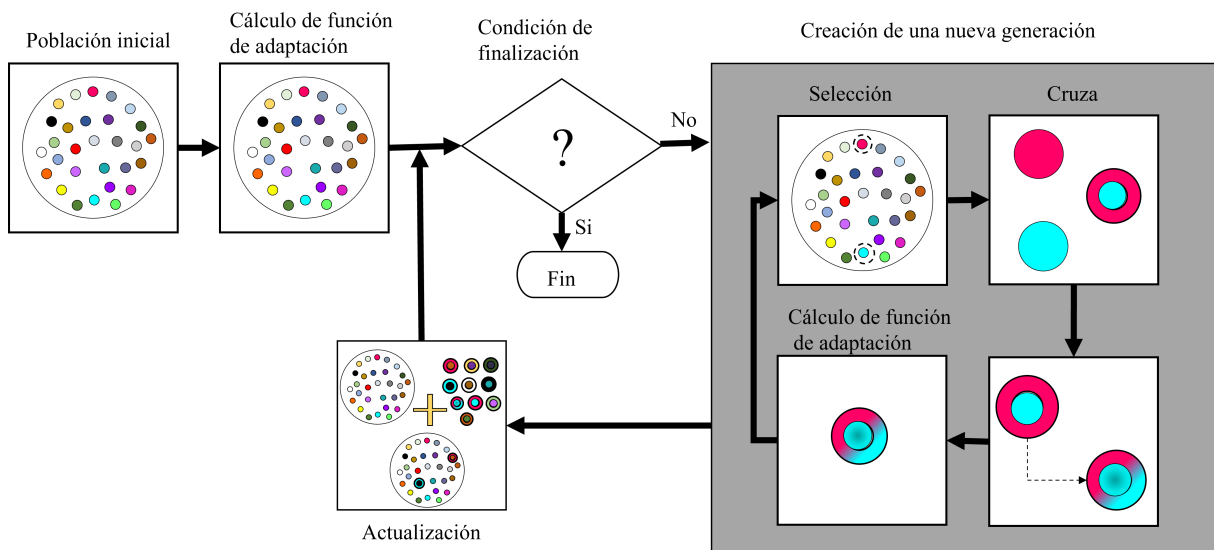 Población inicial
Cálculo de función
de adaptación
Condición de
finalización
?
No
Si
Fin
Creación de una nueva generación
Selección
Cruza
Cálculo de función
de adaptación
Actualización